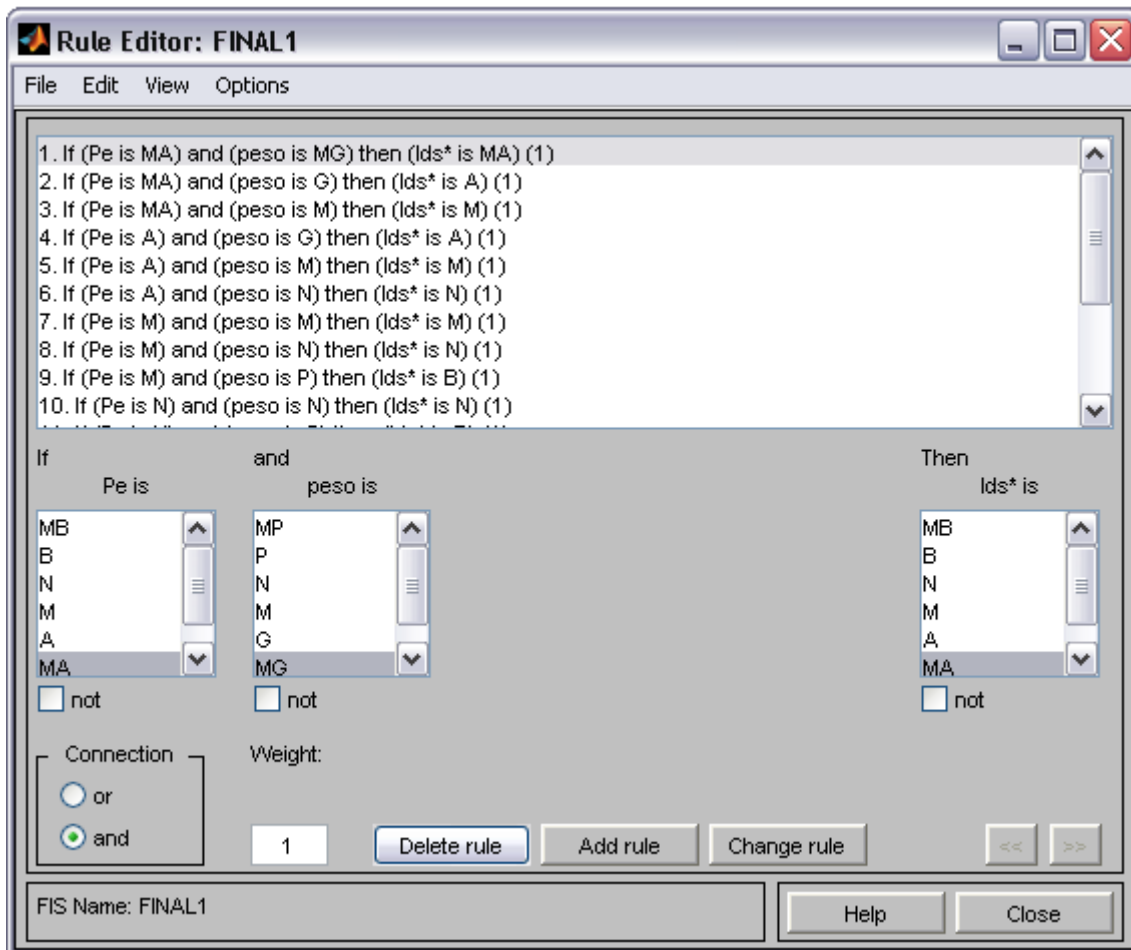 Rule Editor: FINAL1
File Edit View Options
1. If (Pe is MA) and (peso is MG) then (Ids* is MA) (1)
2. If (Pe is MA) and (peso is G) then (Ids* is A) (1)
3. If (Pe is MA) and (peso is M) then (Ids* is M) (1)
4. If (Pe is A) and (peso is G) then (Ids* is A) (1)
5. If (Pe is A) and (peso is M) then (Ids* is M) (1)
6. If (Pe is A) and (peso is N) then (Ids* is N) (1)
7. If (Pe is M) and (peso is M) then (Ids* is M) (1)
8. If (Pe is M) and (peso is N) then (Ids* is N) (1)
9. If (Pe is M) and (peso is P) then (Ids* is B) (1)
10. If (Pe is N) and (peso is N) then (Ids* is N) (1)
If and Then
Pe is peso is Ids* is
MB MP MB
B P B
N N N
M M M
A G A
MA MG MA
not not not
Connection Weight:
or
and 1 Delete rule Add rule Change rule << >>
FIS Name: FINAL1 Help Close